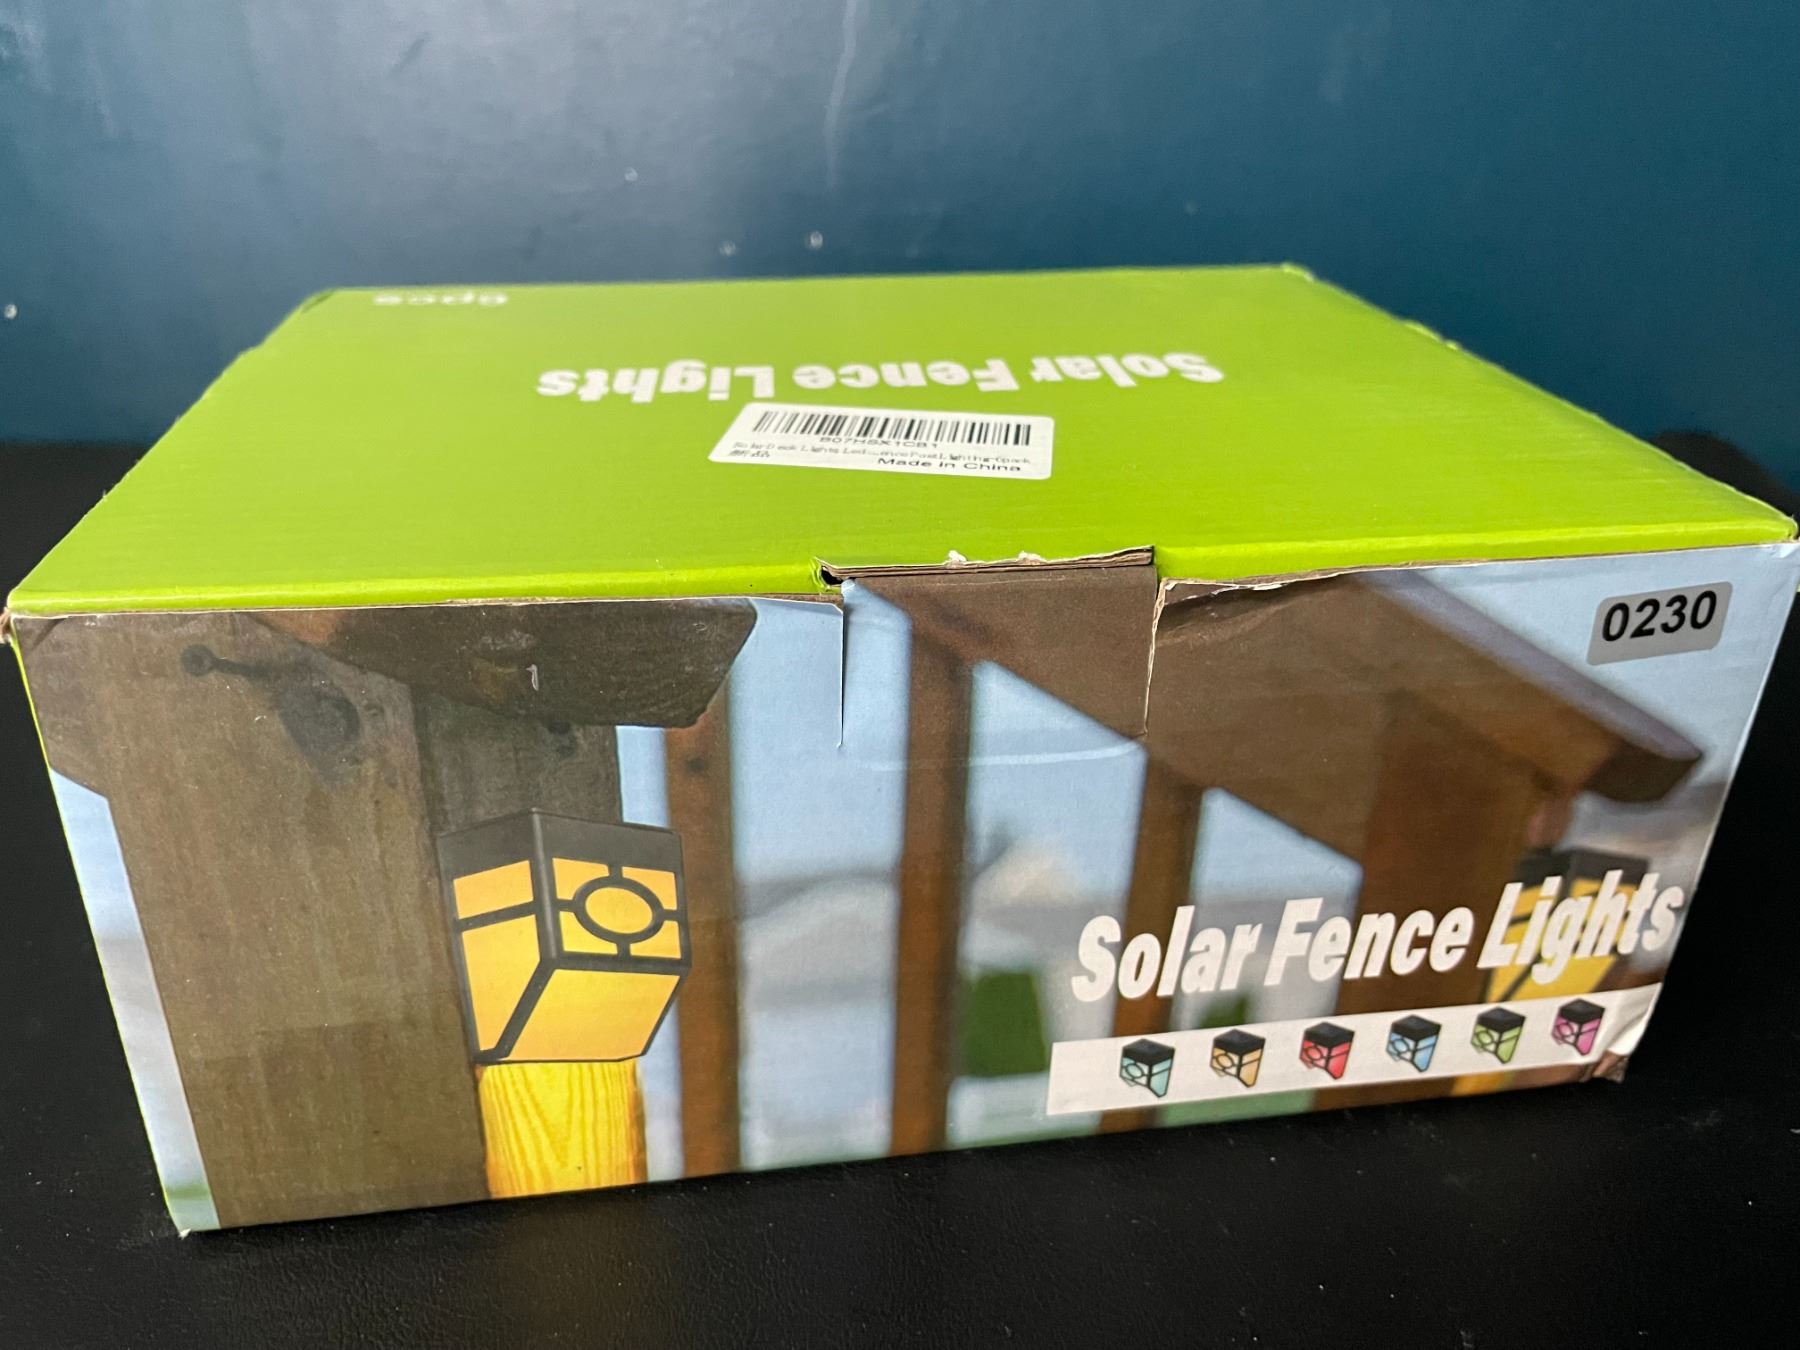 6pcs
Solar Fence Lights
Made in China
0230
Solar Fence Lights